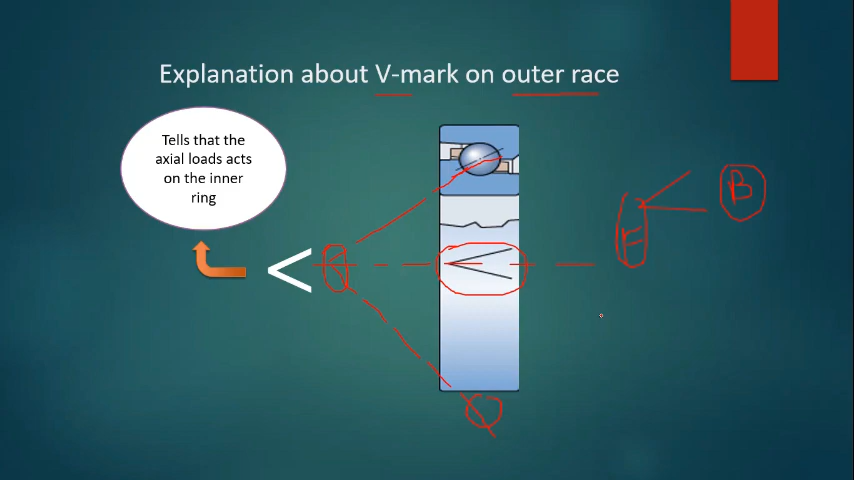 Explanation about V-mark on outer race
Tells that the
axial loads acts
on the inner
ring
<
F
B